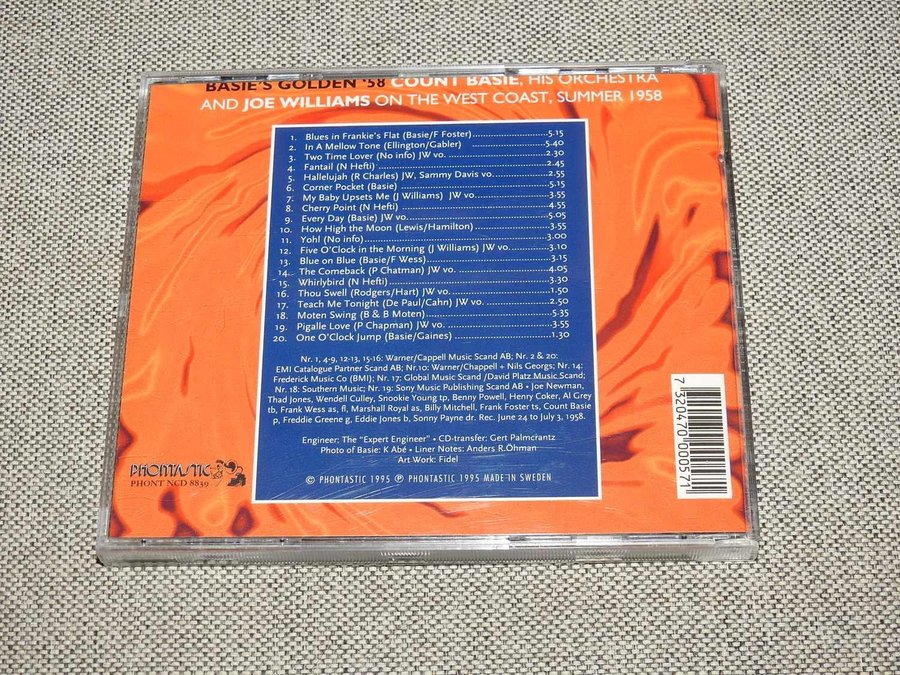 BASIE'S GOLDEN '58 COUNT BASIE, HIS ORCHESTRA
AND JOE WILLIAMS ON THE WEST COAST, SUMMER 1958
1. Blues in Frankie's Flat (Basie/F Foster)..........5.15
2. In A Mellow Tone (Ellington/Gabler)..........5.40
3. Two Time Lover (No info) JW vo...........2.30
4. Fantail (N Hefti)..........2.45
5. Hallelujah (R Charles) JW, Sammy Davis vo...........2.55
6. Corner Pocket (Basie)..........5.15
7. My Baby Upsets Me (J Williams) JW vo...........3.55
8. Cherry Point (N Hefti)..........4.55
9. Every Day (Basie) JW vo...........5.05
10. How High the Moon (Lewis/Hamilton)..........3.55
11. Yohl (No info)..........3.00
12. Five O'Clock in the Morning (J Williams) JW vo...........3.10
13. Blue on Blue (Basie/F Wess)..........3.15
14. The Comeback (P Chatman) JW vo. ..........4.05
15. Whirlybird (N Hefti)..........3.30
16. Thou Swell (Rodgers/Hart) JW vo. ..........1.50
17. Teach Me Tonight (De Paul/Cahn) JW vo. ..........2.50
18. Moten Swing (B & B Moten)..........5.35
19. Pigalle Love (P Chapman) JW vo. ..........3.55
20. One O'Clock Jump (Basie/Gaines)..........1.30
Nr. 1, 4-9, 12-13, 15-16: Warner/Cappell Music Scand AB; Nr. 2 & 20:
EMI Catalogue Partner Scand AB; Nr.10: Warner/Chappell + Nils Georgs; Nr. 14:
Frederick Music Co (BMI); Nr. 17: Global Music Scand /David Platz Music Scand;
Nr. 18: Southern Music; Nr. 19: Sony Music Publishing Scand AB • Joe Newman,
Thad Jones, Wendell Culley, Snookie Young tp, Benny Powell, Henry Coker, Al Grey
tb, Frank Wess as, fl, Marshall Royal as, Billy Mitchell, Frank Foster ts, Count Basie
p, Freddie Greene g, Eddie Jones b, Sonny Payne dr. Rec. June 24 to July 3, 1958.
Engineer: The "Expert Engineer" • CD-transfer: Gert Palmcrantz
Photo of Basie: K Abé • Liner Notes: Anders R.Öhman
Art Work: Fidel
© PHONTASTIC 1995 ℗ PHONTASTIC 1995 MADE IN SWEDEN
PHONTASTIC
PHONT NCD 8839
7 320470 000571